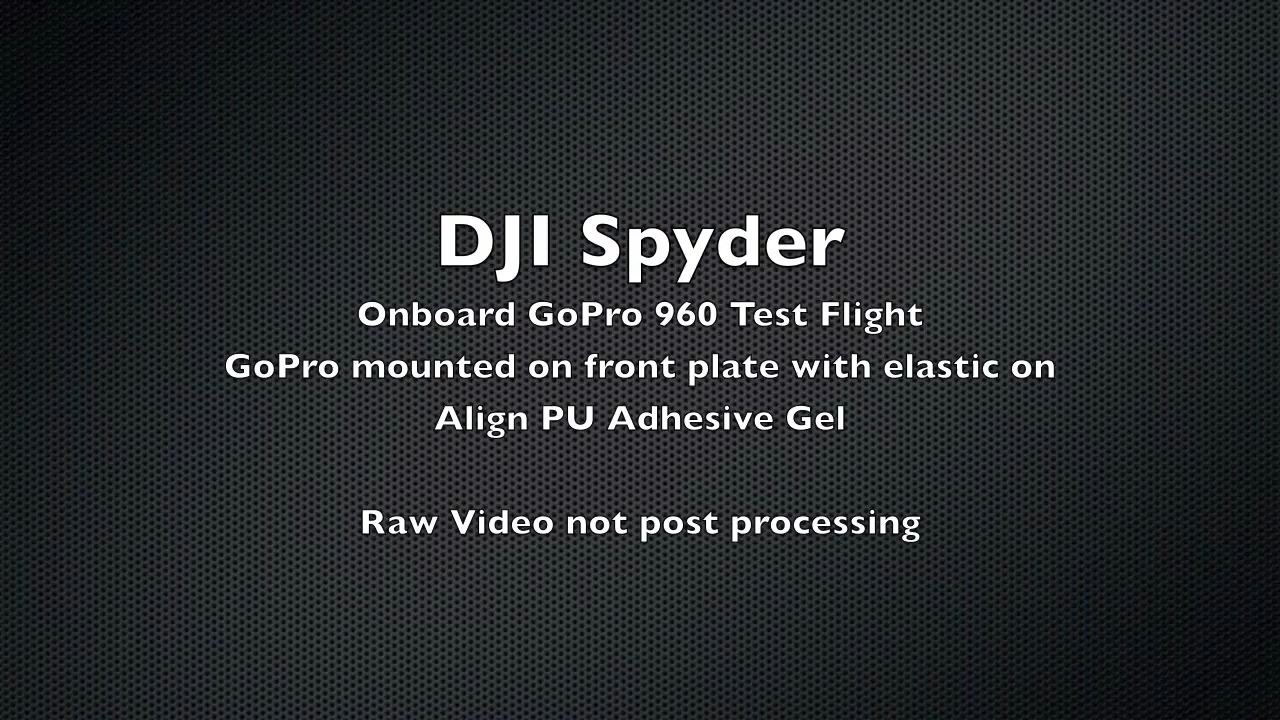 DJI Spyder
Onboard GoPro 960 Test Flight
GoPro mounted on front plate with elastic on
Align PU Adhesive Gel
Raw Video not post processing